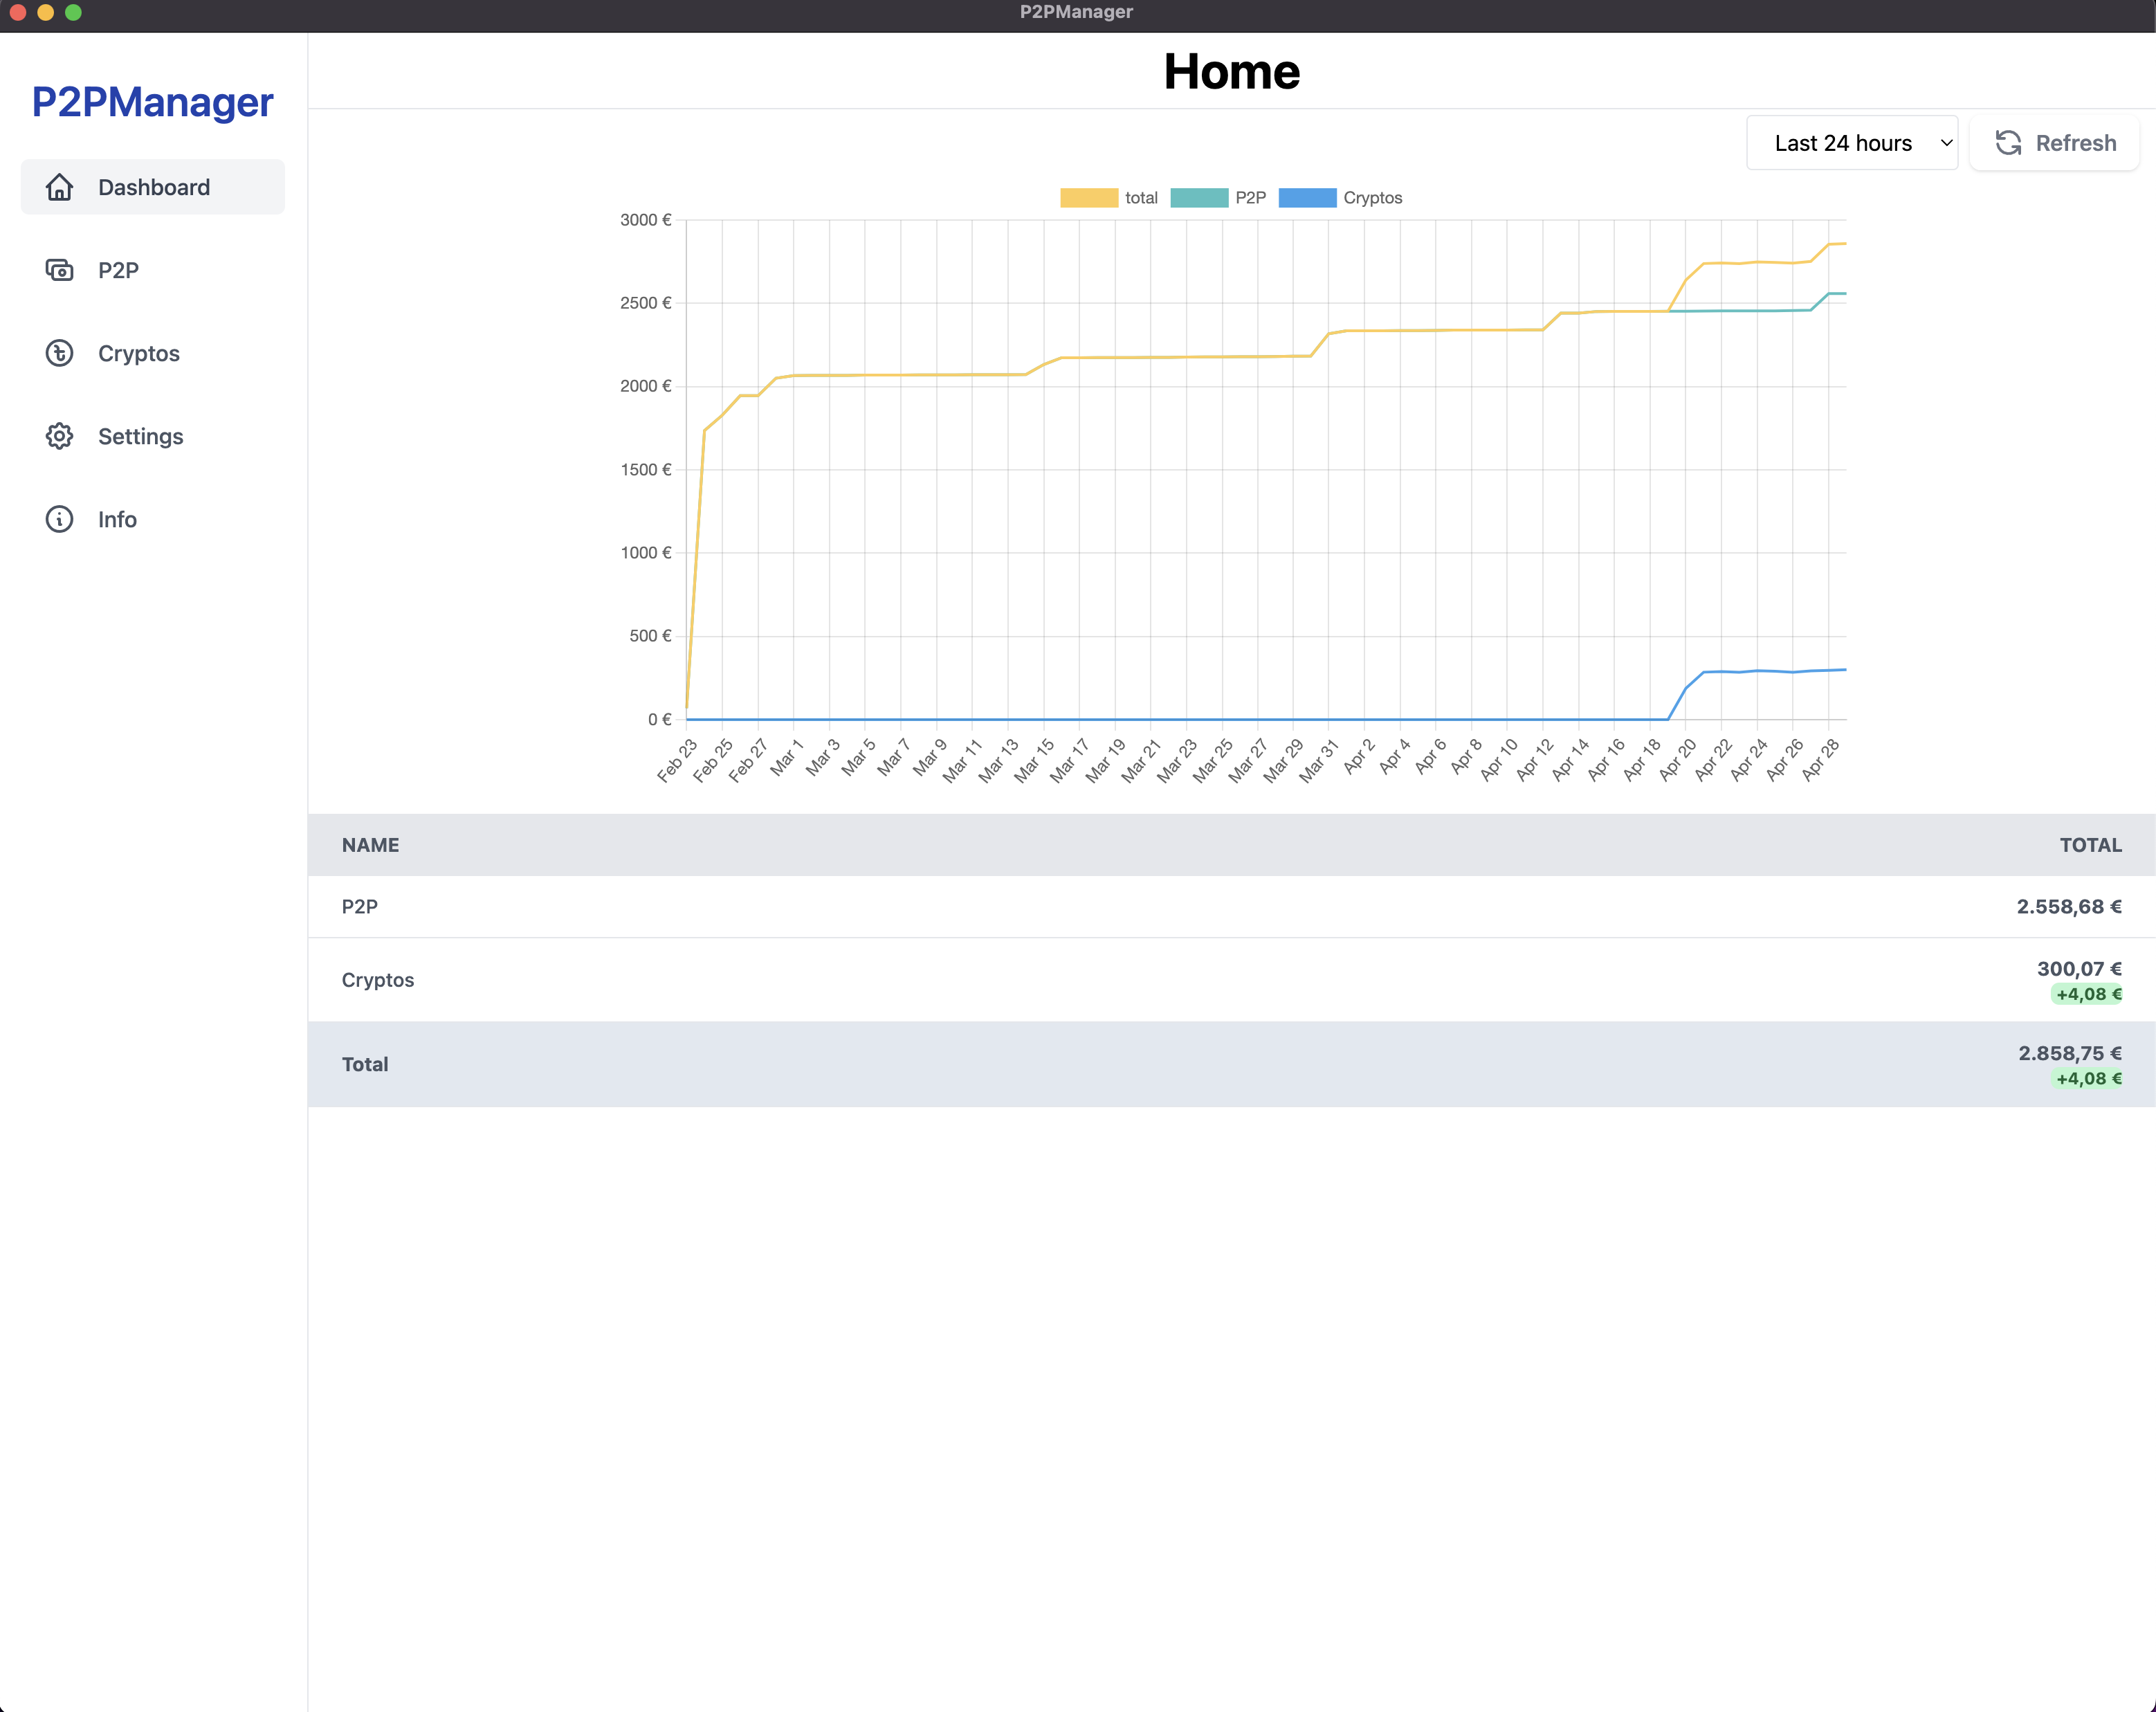 P2PManager
Home
P2PManager
Dashboard
P2P
Cryptos
Settings
Info
Last 24 hours
Refresh
total P2P Cryptos
3000 €
2500 €
2000 €
1500 €
1000 €
500 €
0 €
Feb 23 Feb 25 Feb 27 Mar 1 Mar 3 Mar 5 Mar 7 Mar 9 Mar 11 Mar 13 Mar 15 Mar 17 Mar 19 Mar 21 Mar 23 Mar 25 Mar 27 Mar 29 Mar 31 Apr 2 Apr 4 Apr 6 Apr 8 Apr 10 Apr 12 Apr 14 Apr 16 Apr 18 Apr 20 Apr 22 Apr 24 Apr 26 Apr 28
NAME TOTAL
P2P 2.558,68 €
Cryptos 300,07 €
+4,08 €
Total 2.858,75 €
+4,08 €